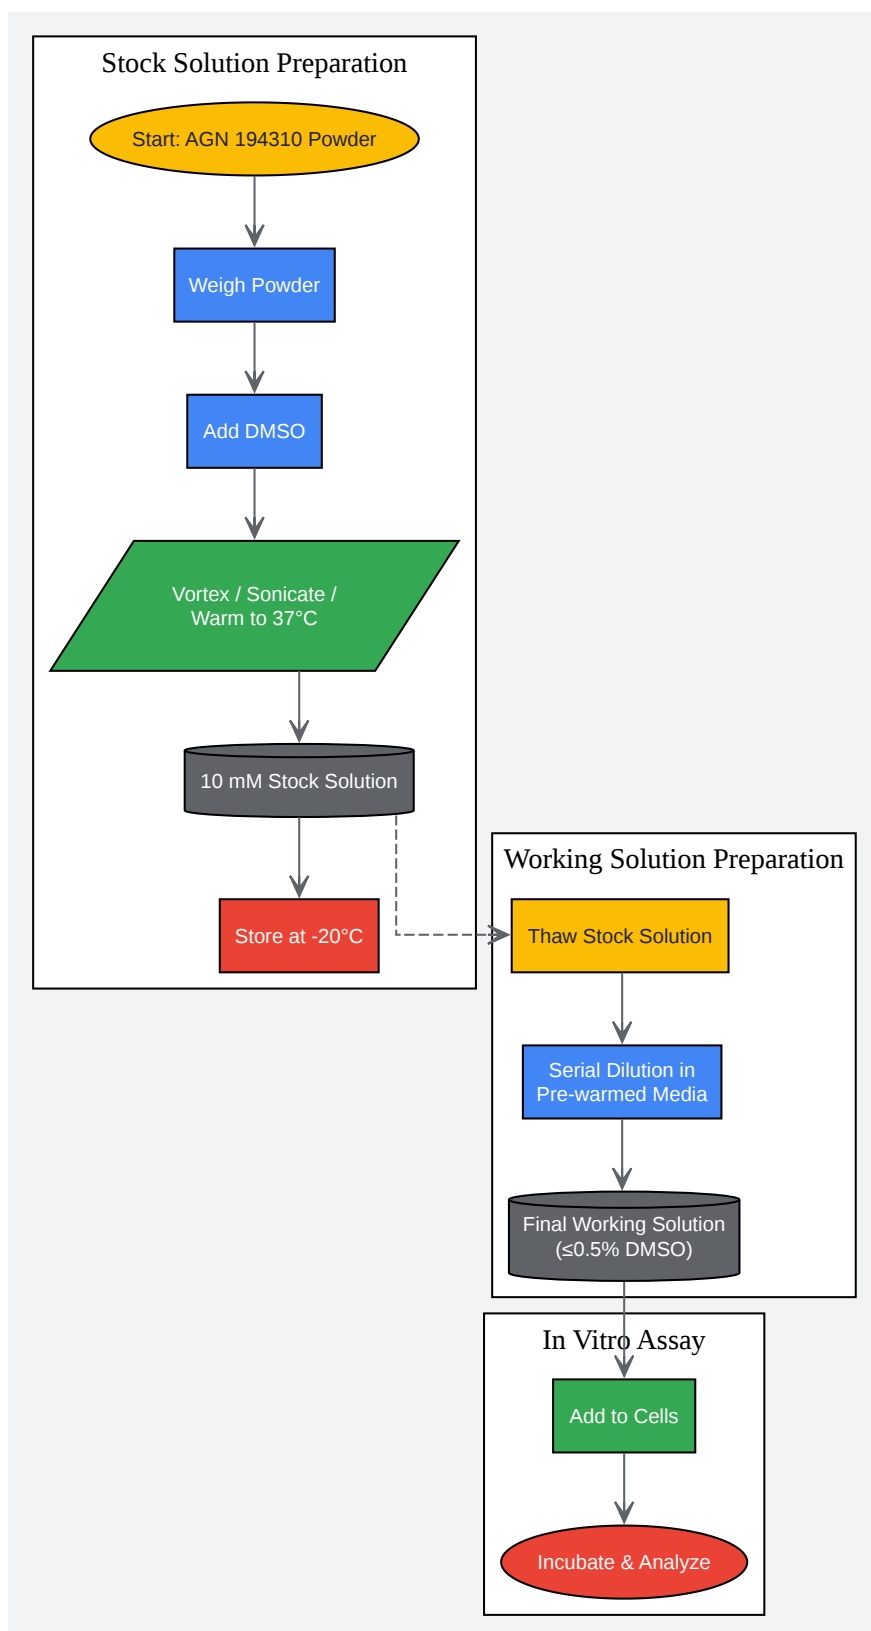 Stock Solution Preparation
Start: AGN 194310 Powder
Weigh Powder
Add DMSO
Vortex / Sonicate /
Warm to 37°C
10 mM Stock Solution
Store at -20°C
Working Solution Preparation
Thaw Stock Solution
Serial Dilution in
Pre-warmed Media
Final Working Solution
(≤0.5% DMSO)
In Vitro Assay
Add to Cells
Incubate & Analyze